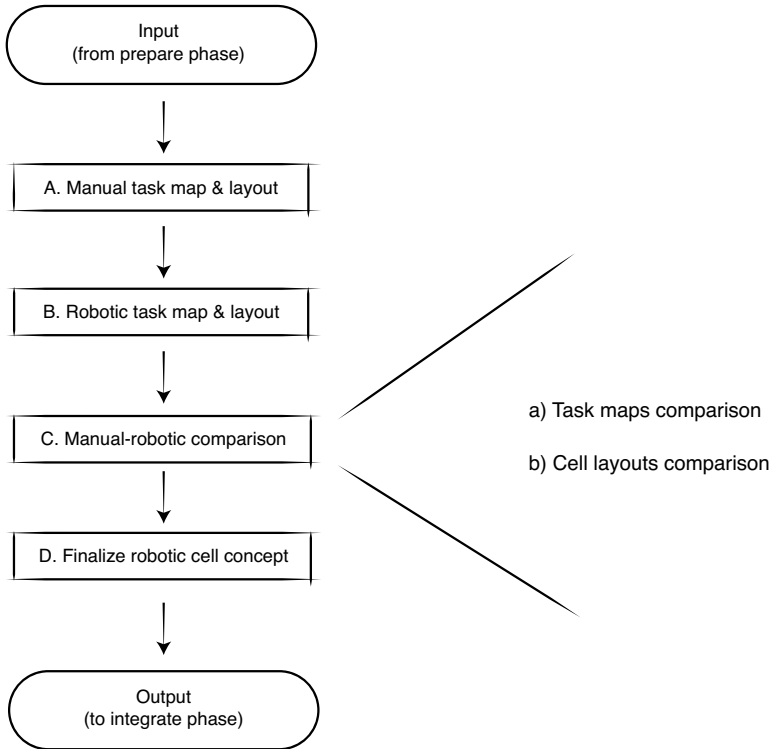 Input
(from prepare phase)
A. Manual task map & layout
B. Robotic task map & layout
C. Manual-robotic comparison
a) Task maps comparison
b) Cell layouts comparison
D. Finalize robotic cell concept
Output
(to integrate phase)